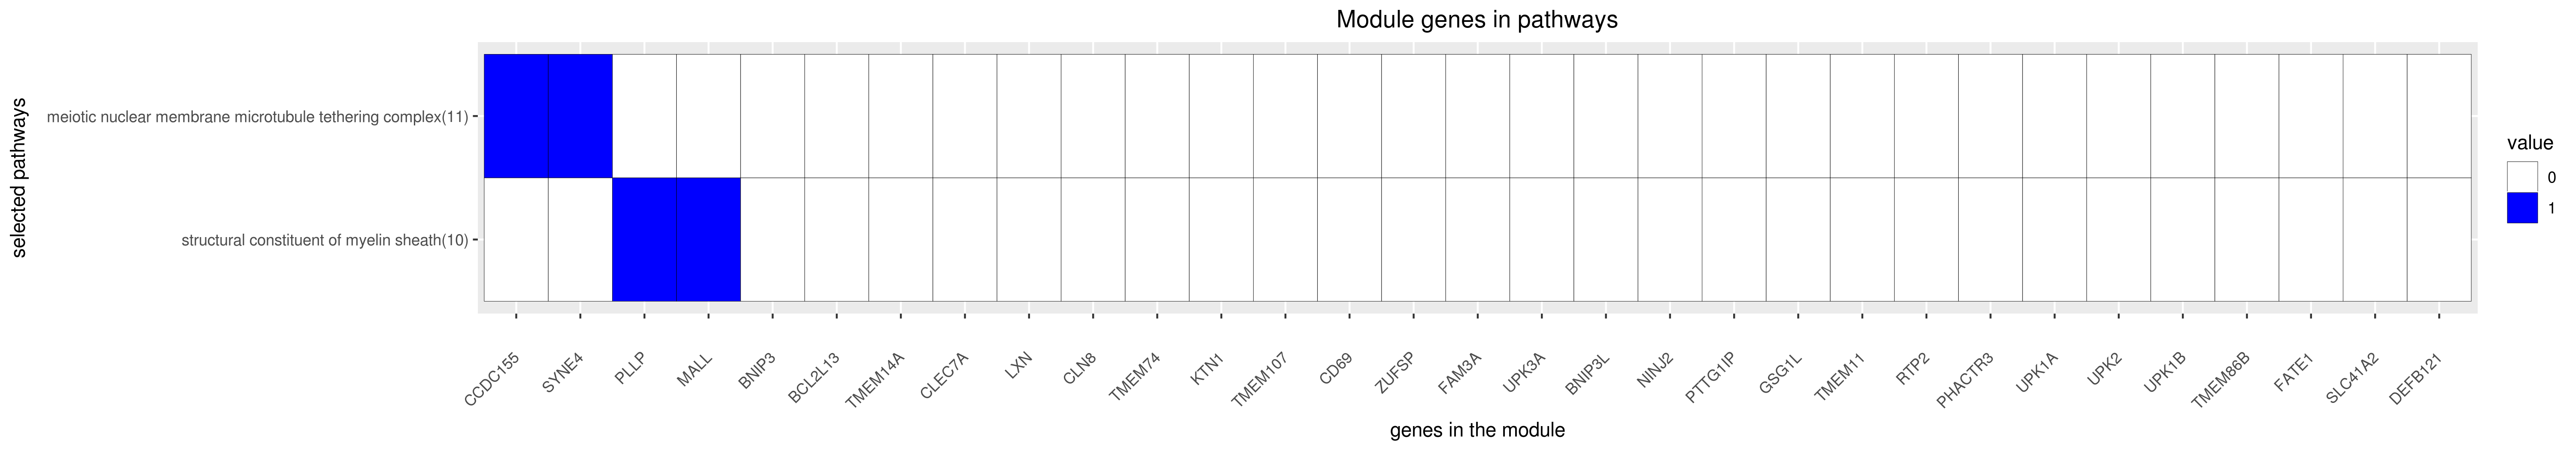 Module genes in pathways
selected pathways
meiotic nuclear membrane microtubule tethering complex(11)
structural constituent of myelin sheath(10)
value
0
1
CCDC155
SYNE4
PLLP
MALL
BNIP3
BCL2L13
TMEM14A
CLEC7A
LXN
CLN8
TMEM74
KTN1
TMEM107
CD69
ZUFSP
FAM3A
UPK3A
BNIP3L
NINJ2
PTTG1IP
GSG1L
TMEM11
RTP2
PHACTR3
UPK1A
UPK2
UPK1B
TMEM86B
FATE1
SLC41A2
DEFB121
genes in the module